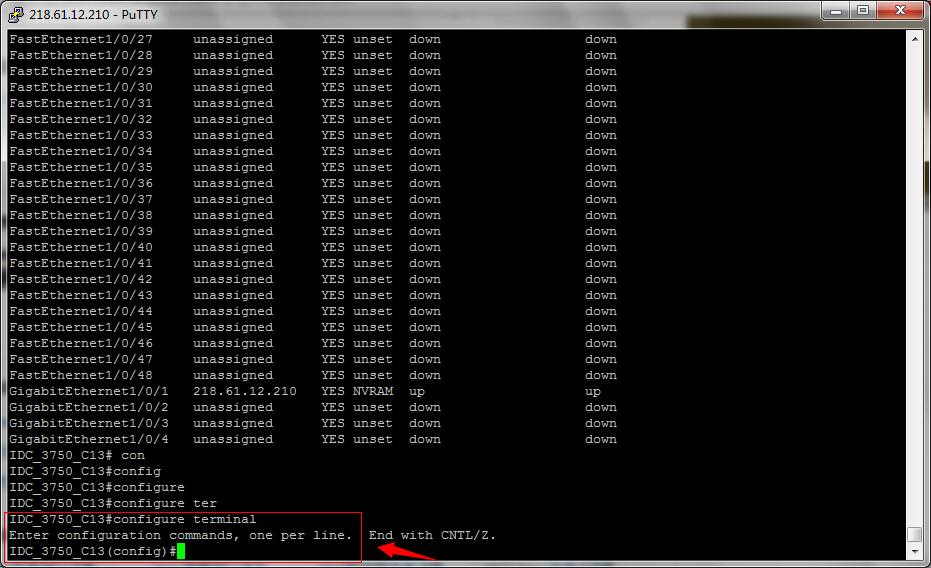 218.61.12.210 - PuTTY
FastEthernet1/0/27 unassigned YES unset down down
FastEthernet1/0/28 unassigned YES unset down down
FastEthernet1/0/29 unassigned YES unset down down
FastEthernet1/0/30 unassigned YES unset down down
FastEthernet1/0/31 unassigned YES unset down down
FastEthernet1/0/32 unassigned YES unset down down
FastEthernet1/0/33 unassigned YES unset down down
FastEthernet1/0/34 unassigned YES unset down down
FastEthernet1/0/35 unassigned YES unset down down
FastEthernet1/0/36 unassigned YES unset down down
FastEthernet1/0/37 unassigned YES unset down down
FastEthernet1/0/38 unassigned YES unset down down
FastEthernet1/0/39 unassigned YES unset down down
FastEthernet1/0/40 unassigned YES unset down down
FastEthernet1/0/41 unassigned YES unset down down
FastEthernet1/0/42 unassigned YES unset down down
FastEthernet1/0/43 unassigned YES unset down down
FastEthernet1/0/44 unassigned YES unset down down
FastEthernet1/0/45 unassigned YES unset down down
FastEthernet1/0/46 unassigned YES unset down down
FastEthernet1/0/47 unassigned YES unset down down
FastEthernet1/0/48 unassigned YES unset down down
GigabitEthernet1/0/1 218.61.12.210 YES NVRAM up up
GigabitEthernet1/0/2 unassigned YES unset down down
GigabitEthernet1/0/3 unassigned YES unset down down
GigabitEthernet1/0/4 unassigned YES unset down down
IDC_3750_C13# con
IDC_3750_C13#config
IDC_3750_C13#configure
IDC_3750_C13#configure ter
IDC_3750_C13#configure terminal
Enter configuration commands, one per line. End with CNTL/Z.
IDC_3750_C13(config)#